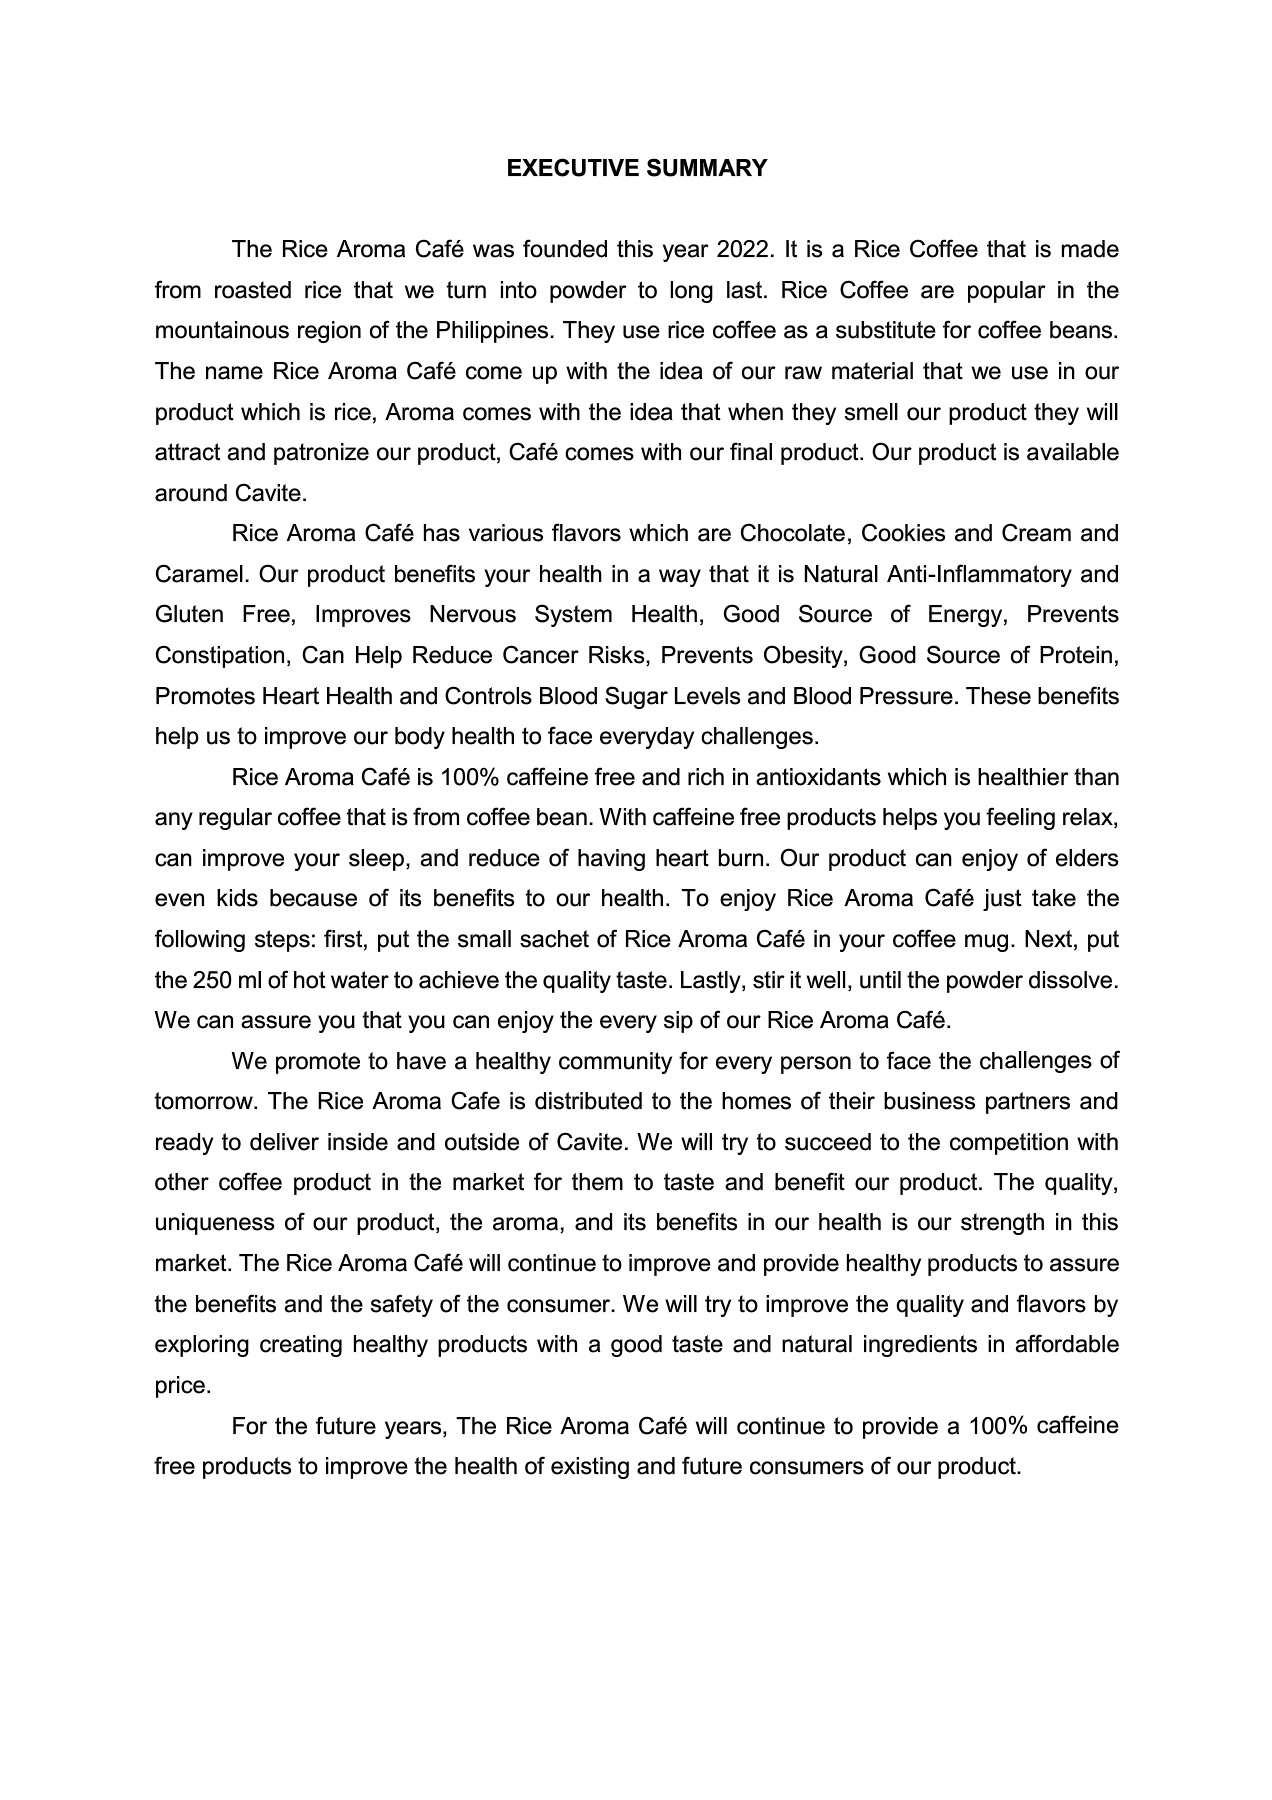 EXECUTIVE SUMMARY
The Rice Aroma Café was founded this year 2022. It is a Rice Coffee that is made
from roasted rice that we turn into powder to long last. Rice Coffee are popular in the
mountainous region of the Philippines. They use rice coffee as a substitute for coffee beans.
The name Rice Aroma Café come up with the idea of our raw material that we use in our
product which is rice, Aroma comes with the idea that when they smell our product they will
attract and patronize our product, Café comes with our final product. Our product is available
around Cavite.
Rice Aroma Café has various flavors which are Chocolate, Cookies and Cream and
Caramel. Our product benefits your health in a way that it is Natural Anti-Inflammatory and
Gluten Free, Improves Nervous System Health, Good Source of Energy, Prevents
Constipation, Can Help Reduce Cancer Risks, Prevents Obesity, Good Source of Protein,
Promotes Heart Health and Controls Blood Sugar Levels and Blood Pressure. These benefits
help us to improve our body health to face everyday challenges.
Rice Aroma Café is 100% caffeine free and rich in antioxidants which is healthier than
any regular coffee that is from coffee bean. With caffeine free products helps you feeling relax,
can improve your sleep, and reduce of having heart burn. Our product can enjoy of elders
even kids because of its benefits to our health. To enjoy Rice Aroma Café just take the
following steps: first, put the small sachet of Rice Aroma Café in your coffee mug. Next, put
the 250 ml of hot water to achieve the quality taste. Lastly, stir it well, until the powder dissolve.
We can assure you that you can enjoy the every sip of our Rice Aroma Café.
We promote to have a healthy community for every person to face the challenges of
tomorrow. The Rice Aroma Cafe is distributed to the homes of their business partners and
ready to deliver inside and outside of Cavite. We will try to succeed to the competition with
other coffee product in the market for them to taste and benefit our product. The quality,
uniqueness of our product, the aroma, and its benefits in our health is our strength in this
market. The Rice Aroma Café will continue to improve and provide healthy products to assure
the benefits and the safety of the consumer. We will try to improve the quality and flavors by
exploring creating healthy products with a good taste and natural ingredients in affordable
price.
For the future years, The Rice Aroma Café will continue to provide a 100% caffeine
free products to improve the health of existing and future consumers of our product.